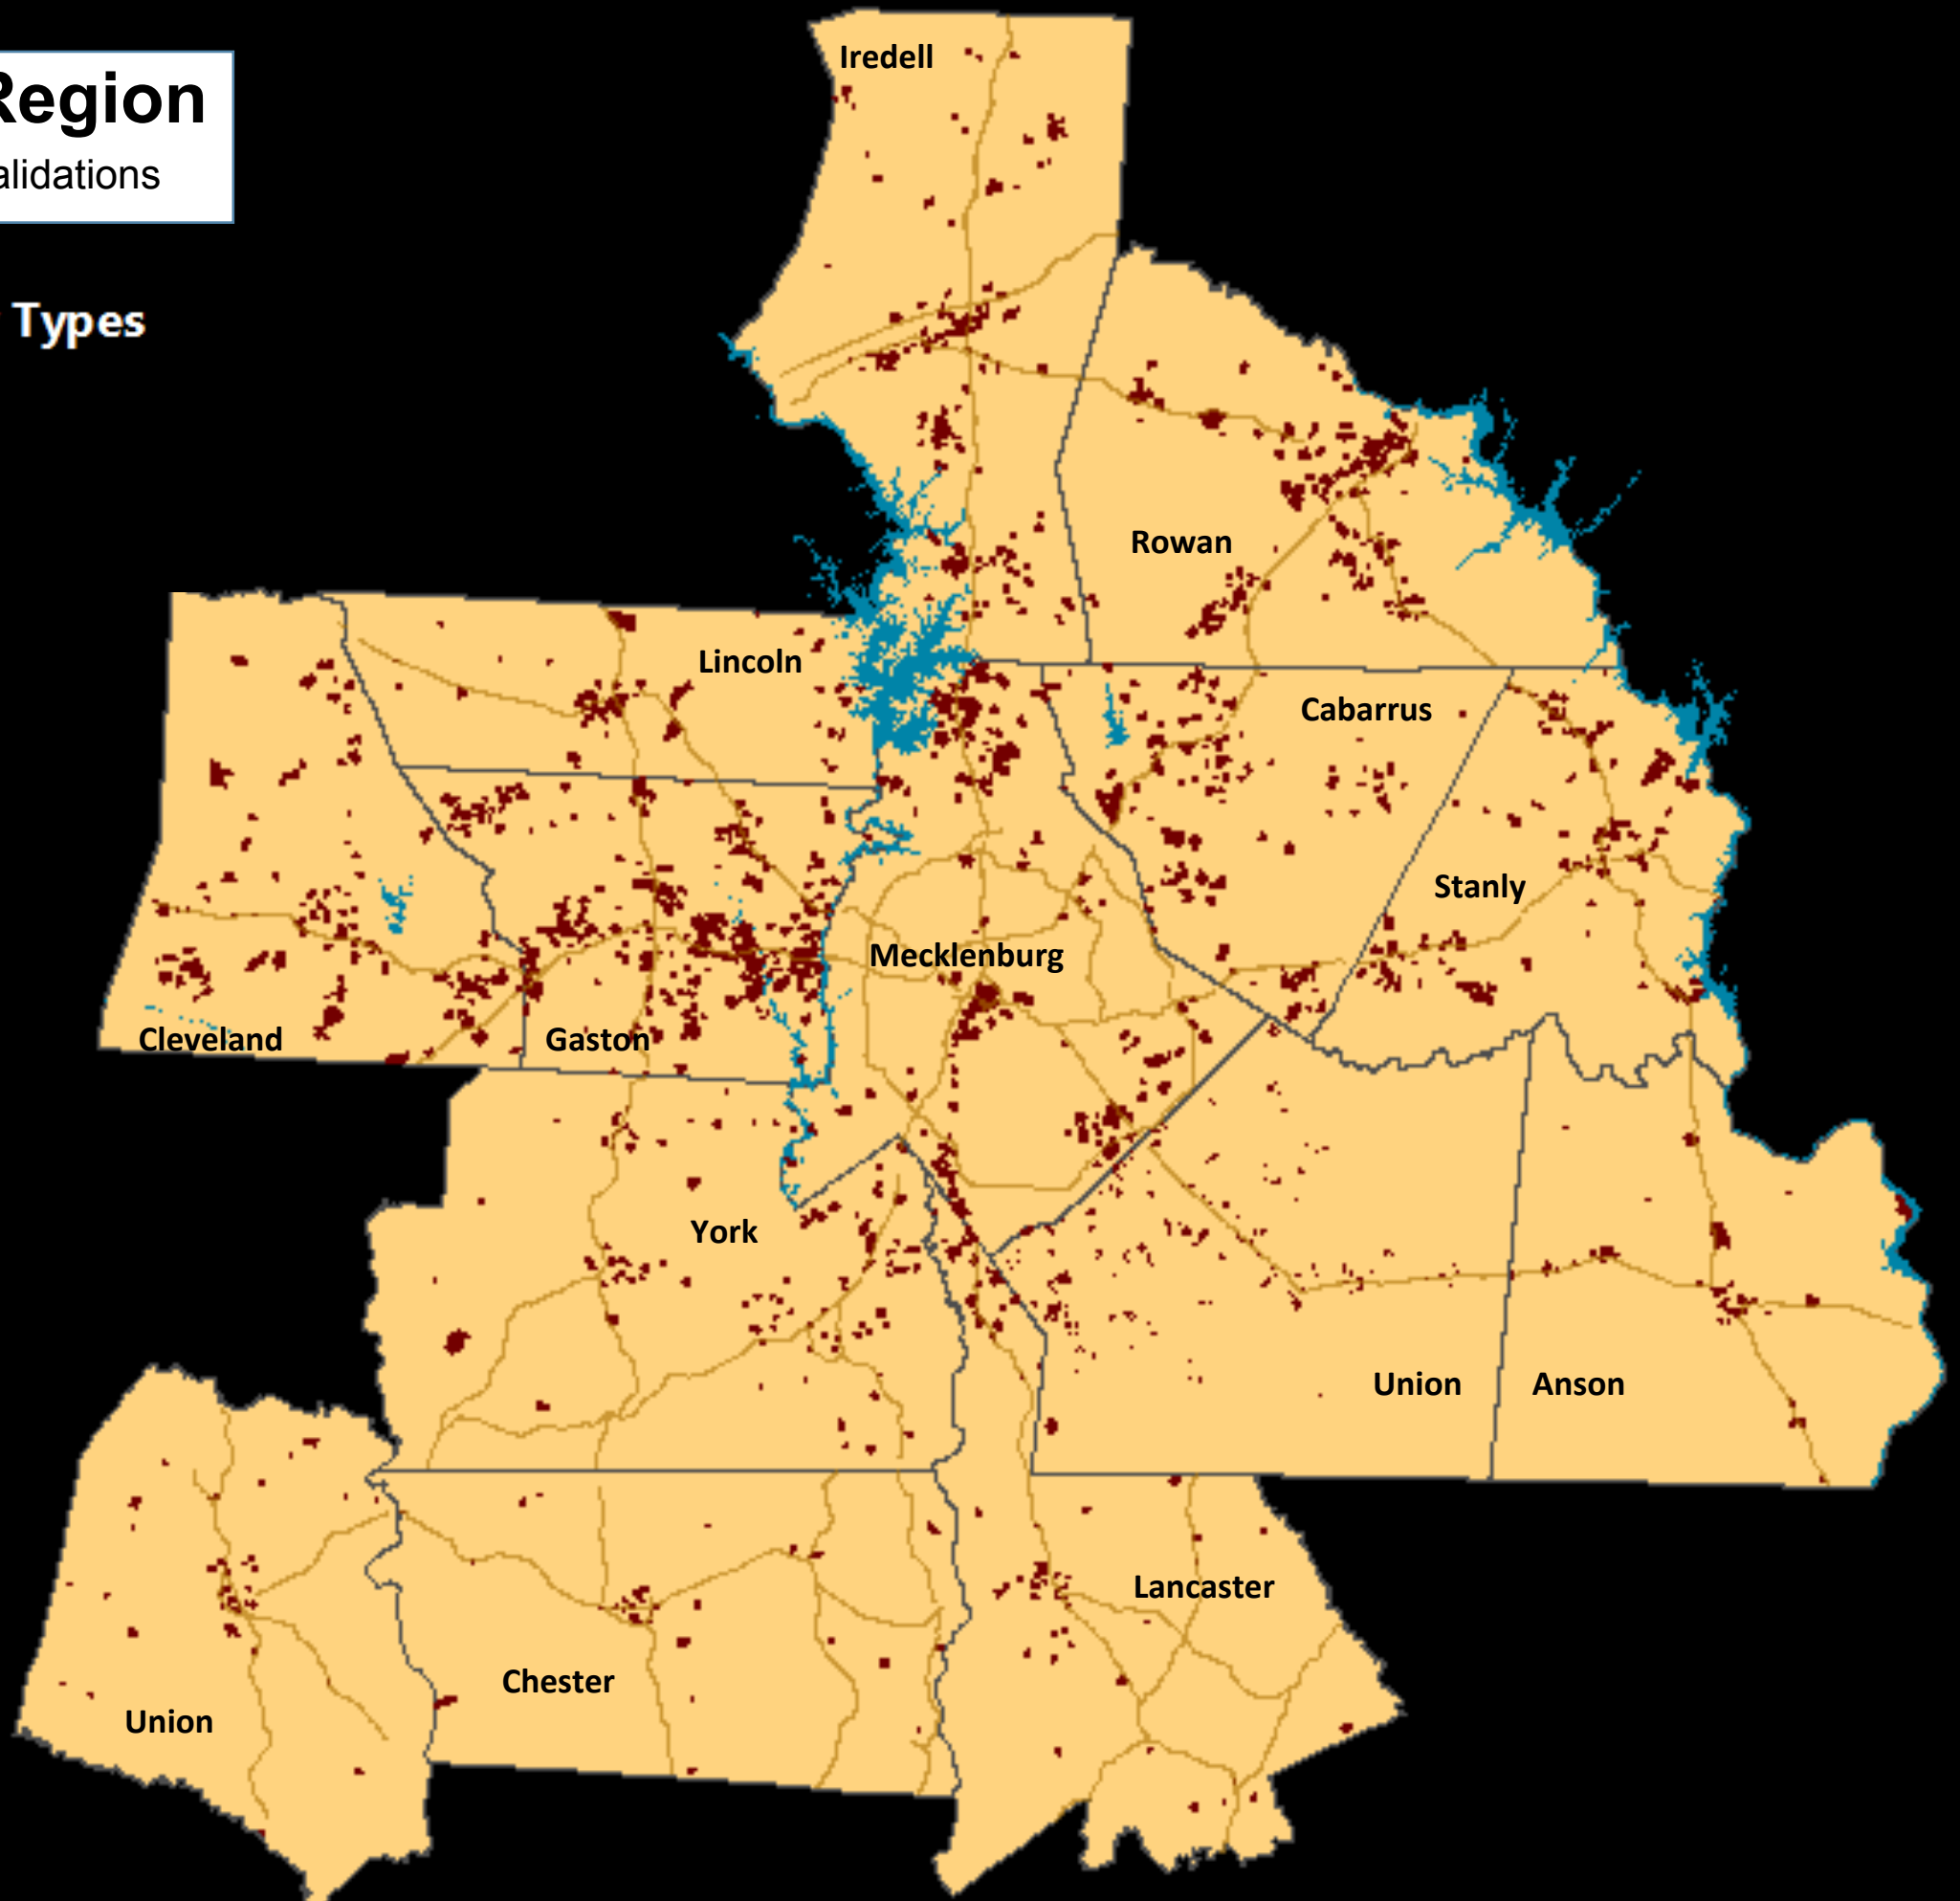 Region
alidations
Types
Iredell
Rowan
Lincoln
Cabarrus
Stanly
Mecklenburg
Cleveland
Gaston
York
Union
Anson
Lancaster
Chester
Union